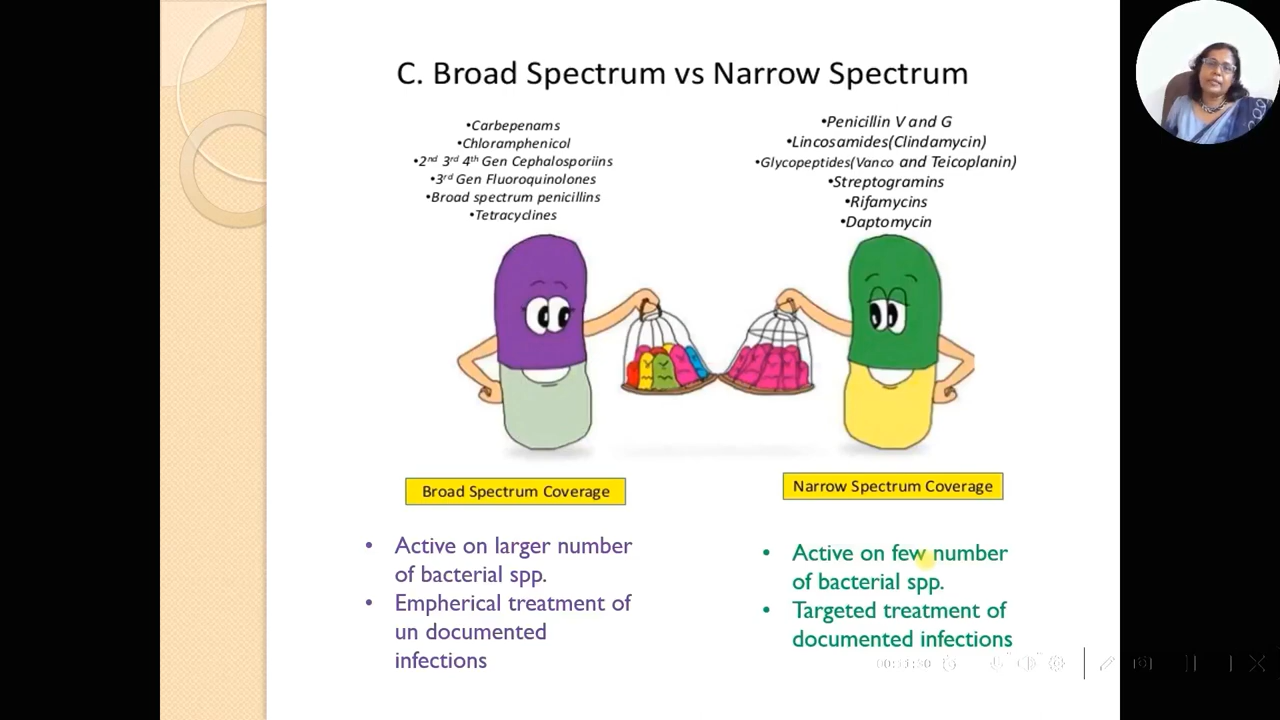 C. Broad Spectrum vs Narrow Spectrum
•Carbepenams
•Chloramphenicol
•2nd 3rd 4th Gen Cephalosporiins
•3rd Gen Fluoroquinolones
•Broad spectrum penicillins
•Tetracyclines
•Penicillin V and G
•Lincosamides(Clindamycin)
•Glycopeptides(Vanco and Teicoplanin)
•Streptogramins
•Rifamycins
•Daptomycin
Broad Spectrum Coverage
Narrow Spectrum Coverage
• Active on larger number
of bacterial spp.
• Empherical treatment of
un documented
infections
• Active on few number
of bacterial spp.
• Targeted treatment of
documented infections